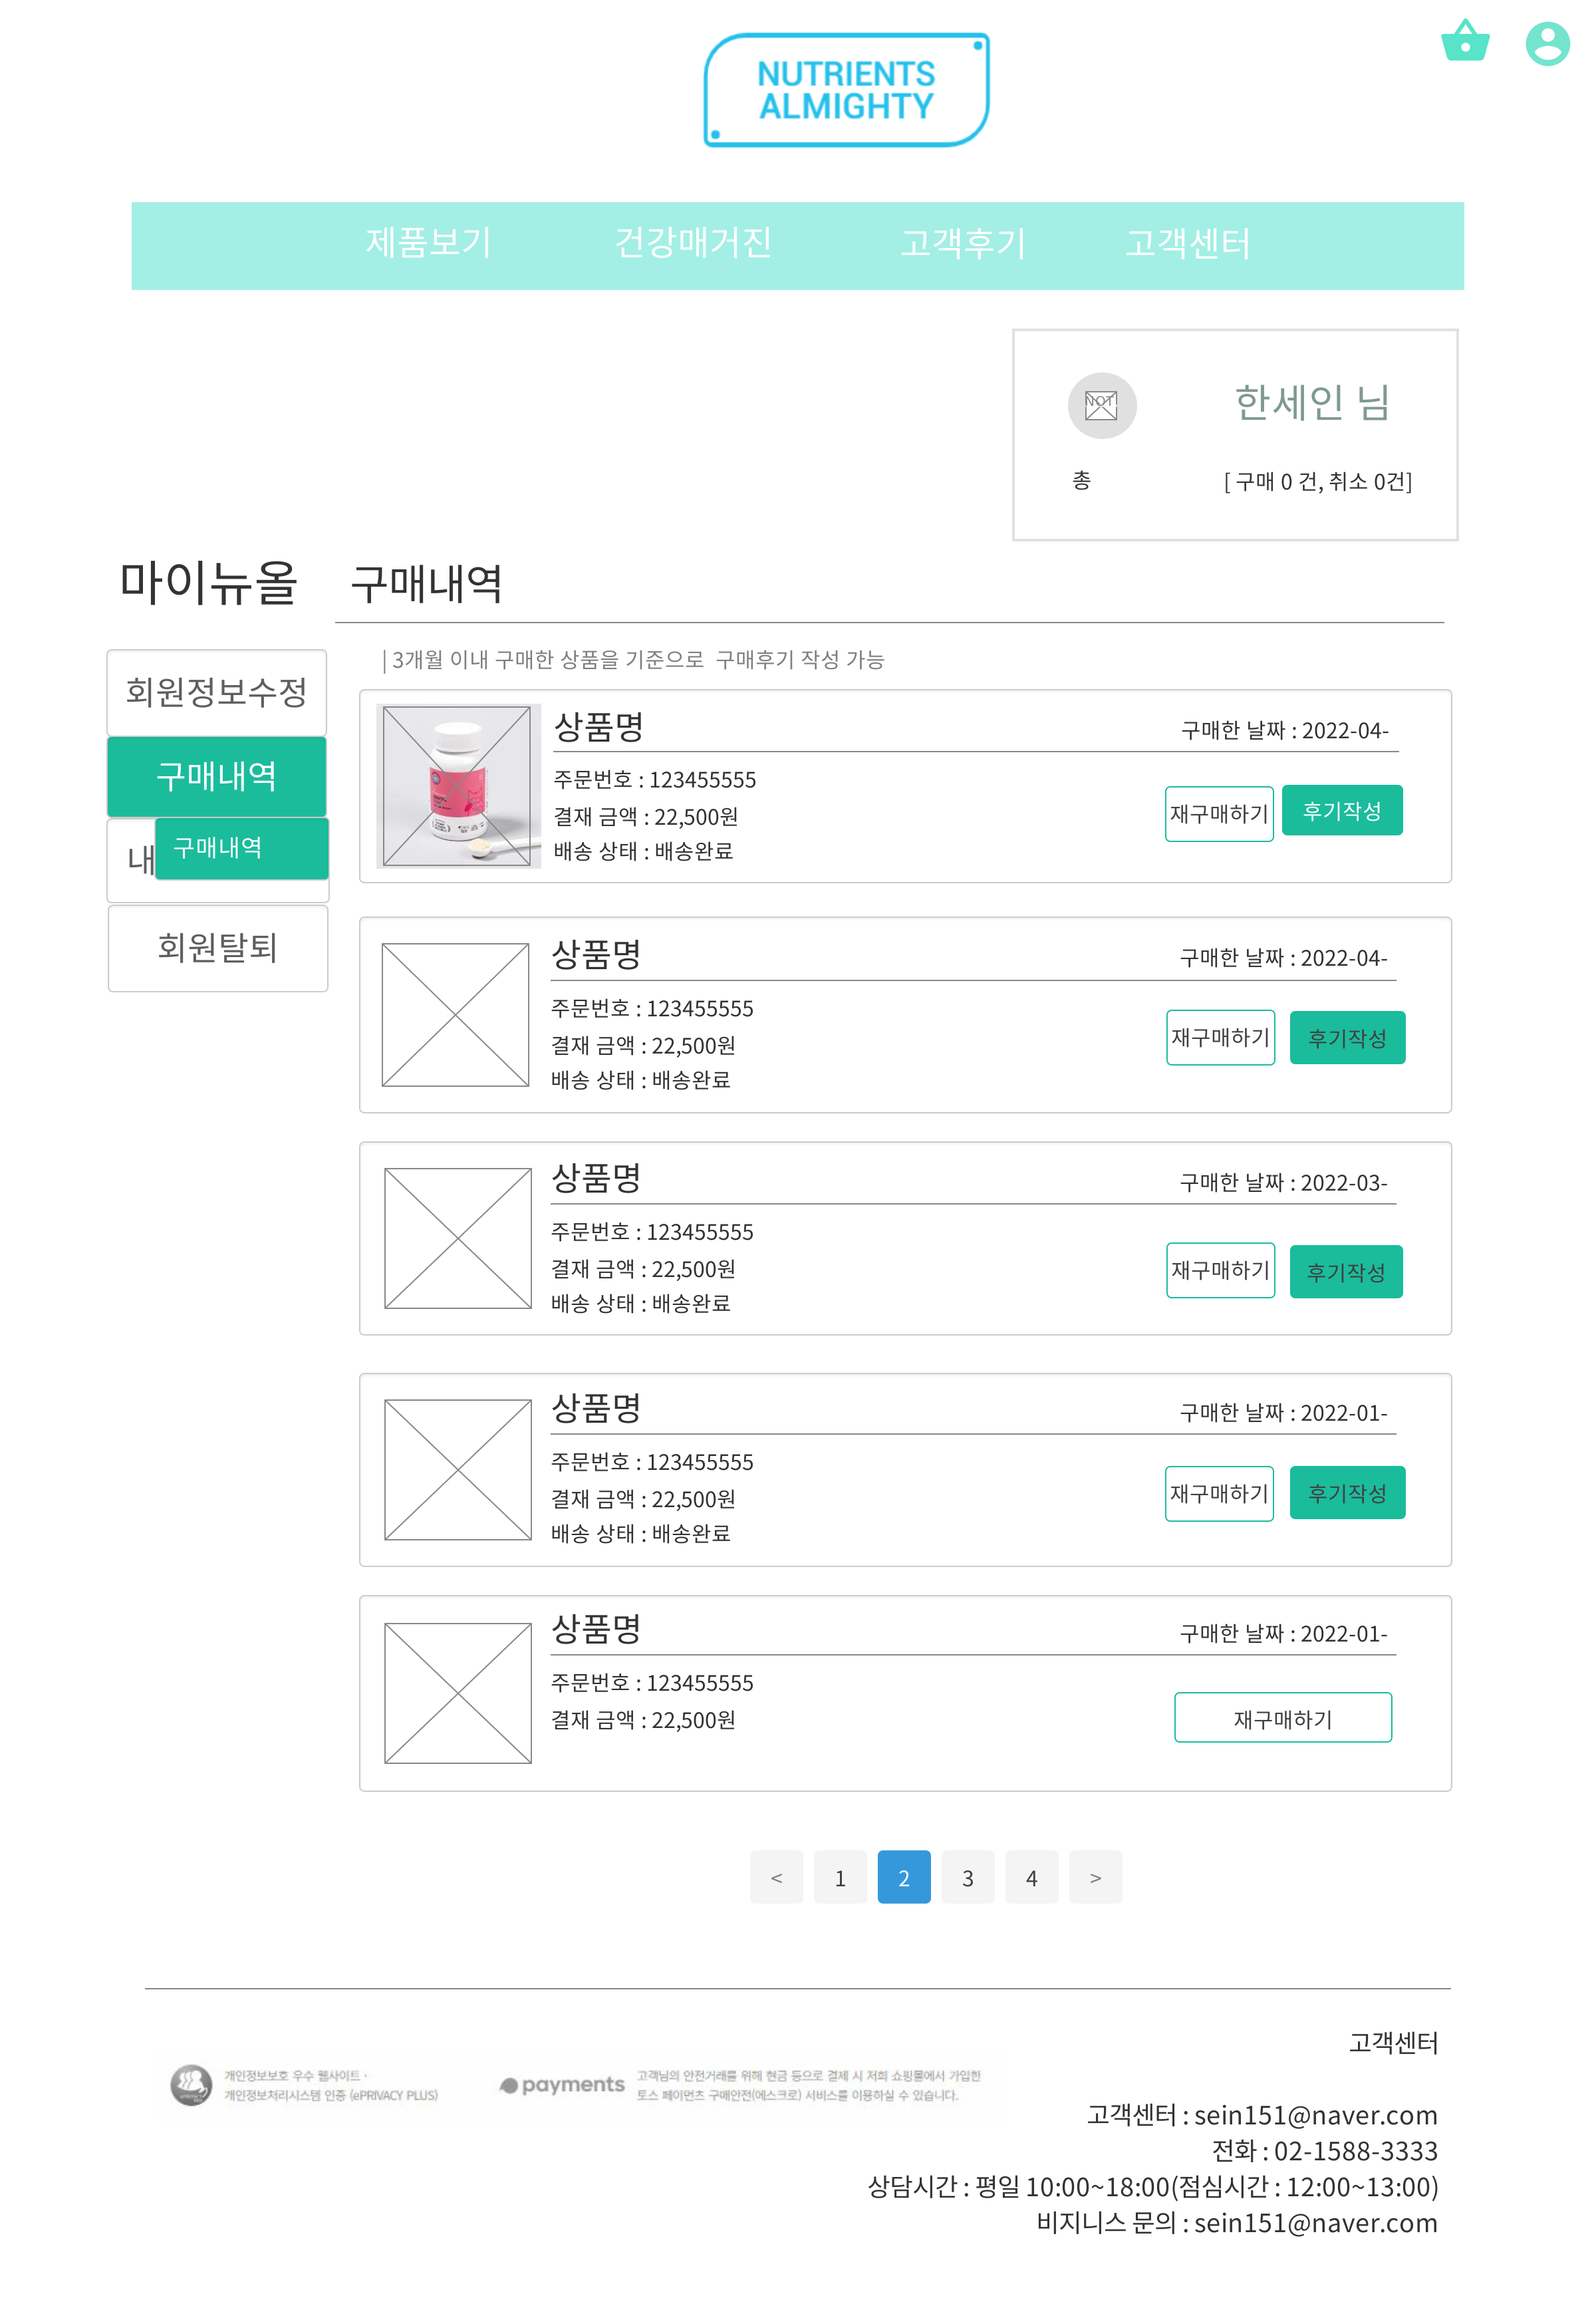 NUTRIENTS
ALMIGHTY
제품보기 건강매거진 고객후기 고객센터
NOT
한세인 님
총 [ 구매 0 건, 취소 0건]
마이뉴올 구매내역
| 3개월 이내 구매한 상품을 기준으로 구매후기 작성 가능
회원정보수정
구매내역
내
구매내역
회원탈퇴
상품명 구매한 날짜 : 2022-04-
주문번호 : 123455555
결재 금액 : 22,500원
배송 상태 : 배송완료
재구매하기 후기작성
상품명 구매한 날짜 : 2022-04-
주문번호 : 123455555
결재 금액 : 22,500원
배송 상태 : 배송완료
재구매하기 후기작성
상품명 구매한 날짜 : 2022-03-
주문번호 : 123455555
결재 금액 : 22,500원
배송 상태 : 배송완료
재구매하기 후기작성
상품명 구매한 날짜 : 2022-01-
주문번호 : 123455555
결재 금액 : 22,500원
배송 상태 : 배송완료
재구매하기 후기작성
상품명 구매한 날짜 : 2022-01-
주문번호 : 123455555
결재 금액 : 22,500원
재구매하기
< 1 2 3 4 >
개인정보보호 우수 웹사이트 ·
개인정보처리시스템 인증 (ePRIVACY PLUS)
payments
고객님의 안전거래를 위해 현금 등으로 결제 시 저희 쇼핑몰에서 가입한
토스 페이먼츠 구매안전(에스크로) 서비스를 이용하실 수 있습니다.
고객센터
고객센터 : sein151@naver.com
전화 : 02-1588-3333
상담시간 : 평일 10:00~18:00(점심시간 : 12:00~13:00)
비지니스 문의 : sein151@naver.com